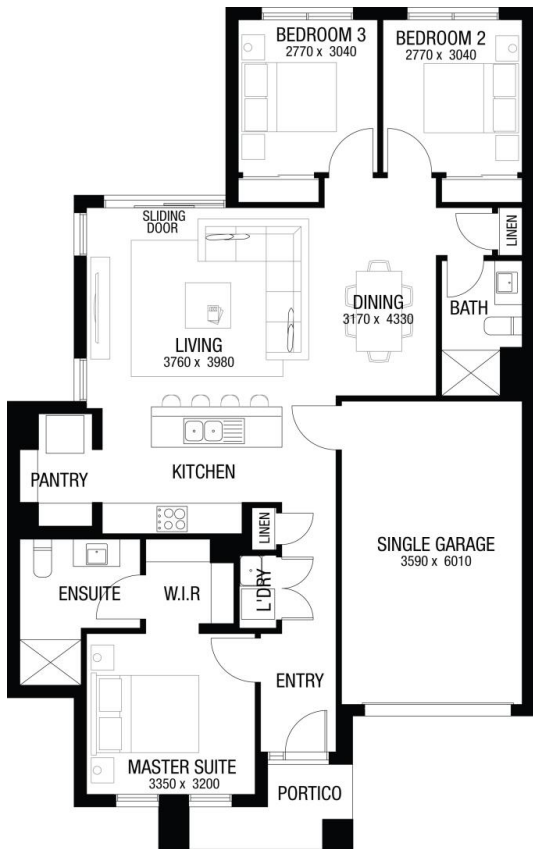 BEDROOM 3
2770 x 3040
BEDROOM 2
2770 x 3040
SLIDING
DOOR
LINEN
DINING
3170 x 4330
BATH
LIVING
3760 x 3980
PANTRY
KITCHEN
LINEN
SINGLE GARAGE
3590 x 6010
ENSUITE
W.I.R
L'DRY
ENTRY
MASTER SUITE
3350 x 3200
PORTICO